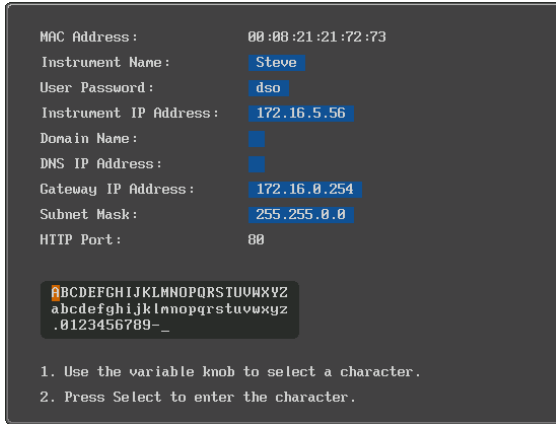 MAC Address: 00:08:21:21:72:73
Instrument Name: Steve
User Password: dso
Instrument IP Address: 172.16.5.56
Domain Name:
DNS IP Address:
Gateway IP Address: 172.16.0.254
Subnet Mask: 255.255.0.0
HTTP Port: 80
ABCDEFGHIJKLMNOPQRSTUVWXYZ
abcdefghijklmnopqrstuvwxyz
.0123456789-_
1. Use the variable knob to select a character.
2. Press Select to enter the character.